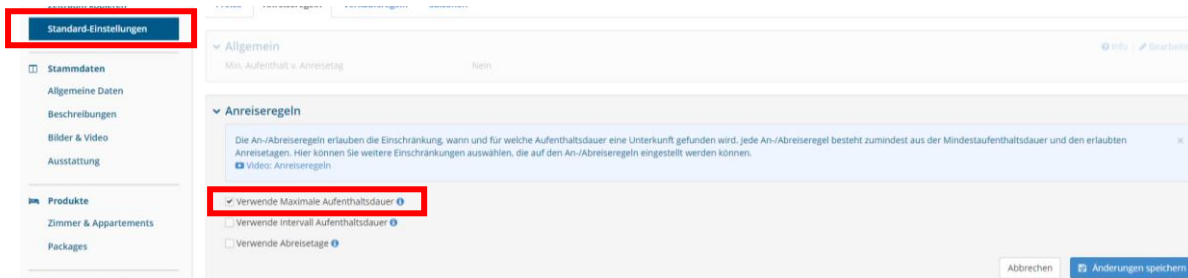 Standard-Einstellungen
Stammdaten
Allgemeine Daten
Beschreibungen
Bilder & Video
Ausstattung
Produkte
Zimmer & Appartements
Packages
Allgemein
Info | Bearbeite
Min. Aufenthalt v. Anreisetag Nein
Anreiseregeln
Die An-/Abreiseregeln erlauben die Einschränkung, wann und für welche Aufenthaltsdauer eine Unterkunft gefunden wird. Jede An-/Abreiseregel besteht zumindest aus der Mindestaufenthaltsdauer und den erlaubten
Anreisetagen. Hier können Sie weitere Einschränkungen auswählen, die auf den An-/Abreiseregeln eingestellt werden können.
Video: Anreiseregeln
Verwende Maximale Aufenthaltsdauer
Verwende Intervall Aufenthaltsdauer
Verwende Abreisetage
Abbrechen Änderungen speichern